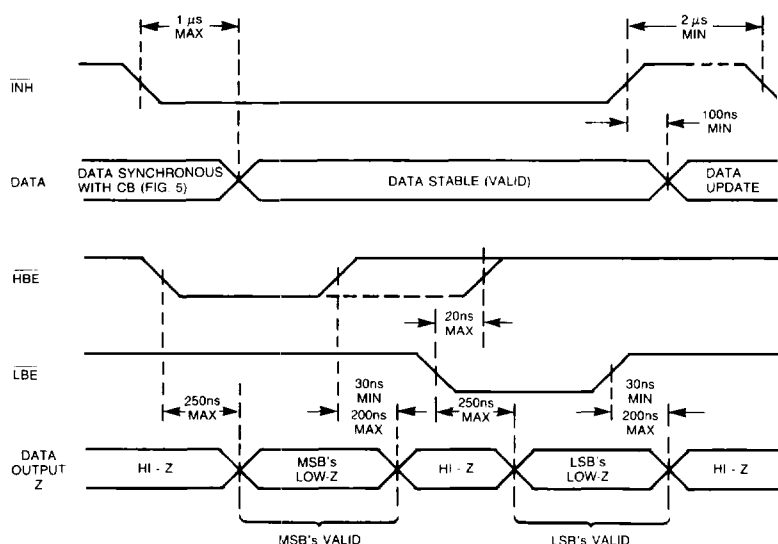 1 μs
MAX
2 μs
MIN
INH
100ns
MIN
DATA
DATA SYNCHRONOUS
WITH CB (FIG. 5)
DATA STABLE (VALID)
DATA
UPDATE
HBE
20ns
MAX
LBE
250ns
MAX
30ns
MIN
200ns
MAX
250ns
MAX
30ns
MIN
200ns
MAX
DATA
OUTPUT
Z
HI - Z
MSB's
LOW-Z
HI - Z
LSB's
LOW-Z
HI - Z
MSB's VALID
LSB's VALID